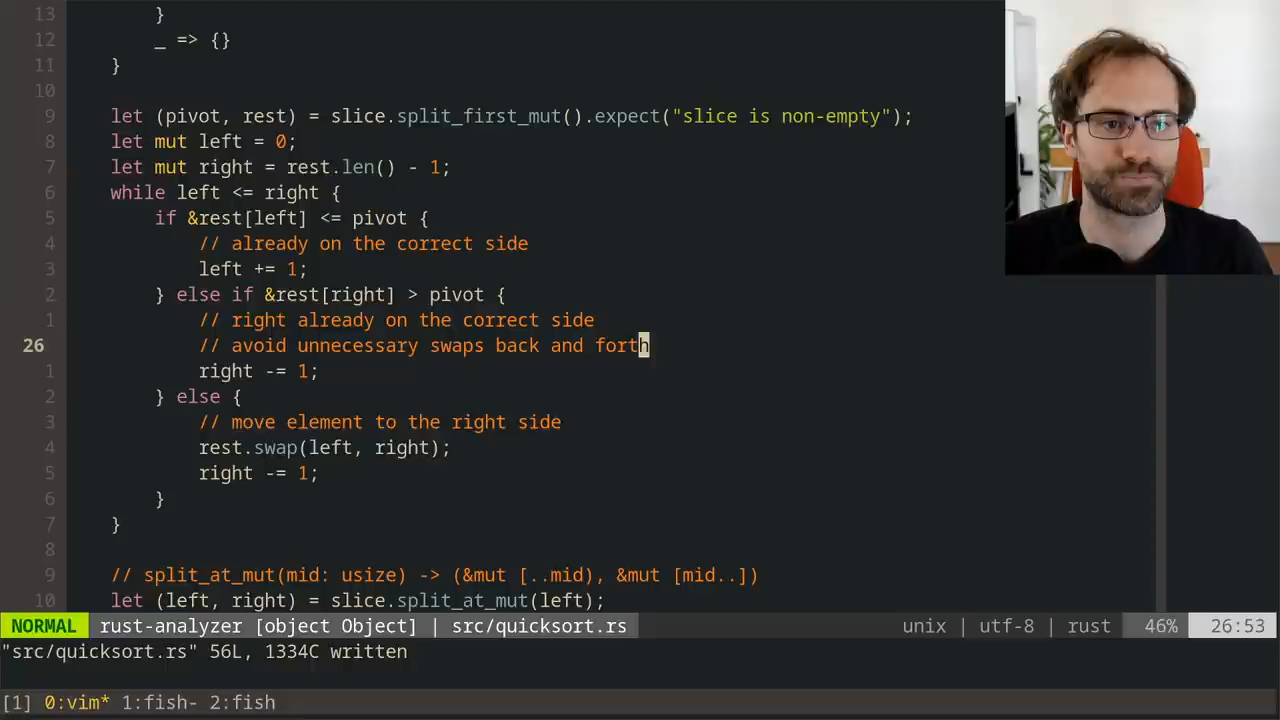 13         }
12         _ => {}
11     }
10
9     let (pivot, rest) = slice.split_first_mut().expect("slice is non-empty");
8     let mut left = 0;
7     let mut right = rest.len() - 1;
6     while left <= right {
5         if &rest[left] <= pivot {
4             // already on the correct side
3             left += 1;
2         } else if &rest[right] > pivot {
1             // right already on the correct side
26             // avoid unnecessary swaps back and forth
1             right -= 1;
2         } else {
3             // move element to the right side
4             rest.swap(left, right);
5             right -= 1;
6         }
7     }
8
9     // split_at_mut(mid: usize) -> (&mut [..mid), &mut [mid..])
10     let (left, right) = slice.split_at_mut(left);
NORMAL rust-analyzer [object Object] | src/quicksort.rs unix | utf-8 | rust 46% 26:53
"src/quicksort.rs" 56L, 1334C written
[1] 0:vim* 1:fish- 2:fish